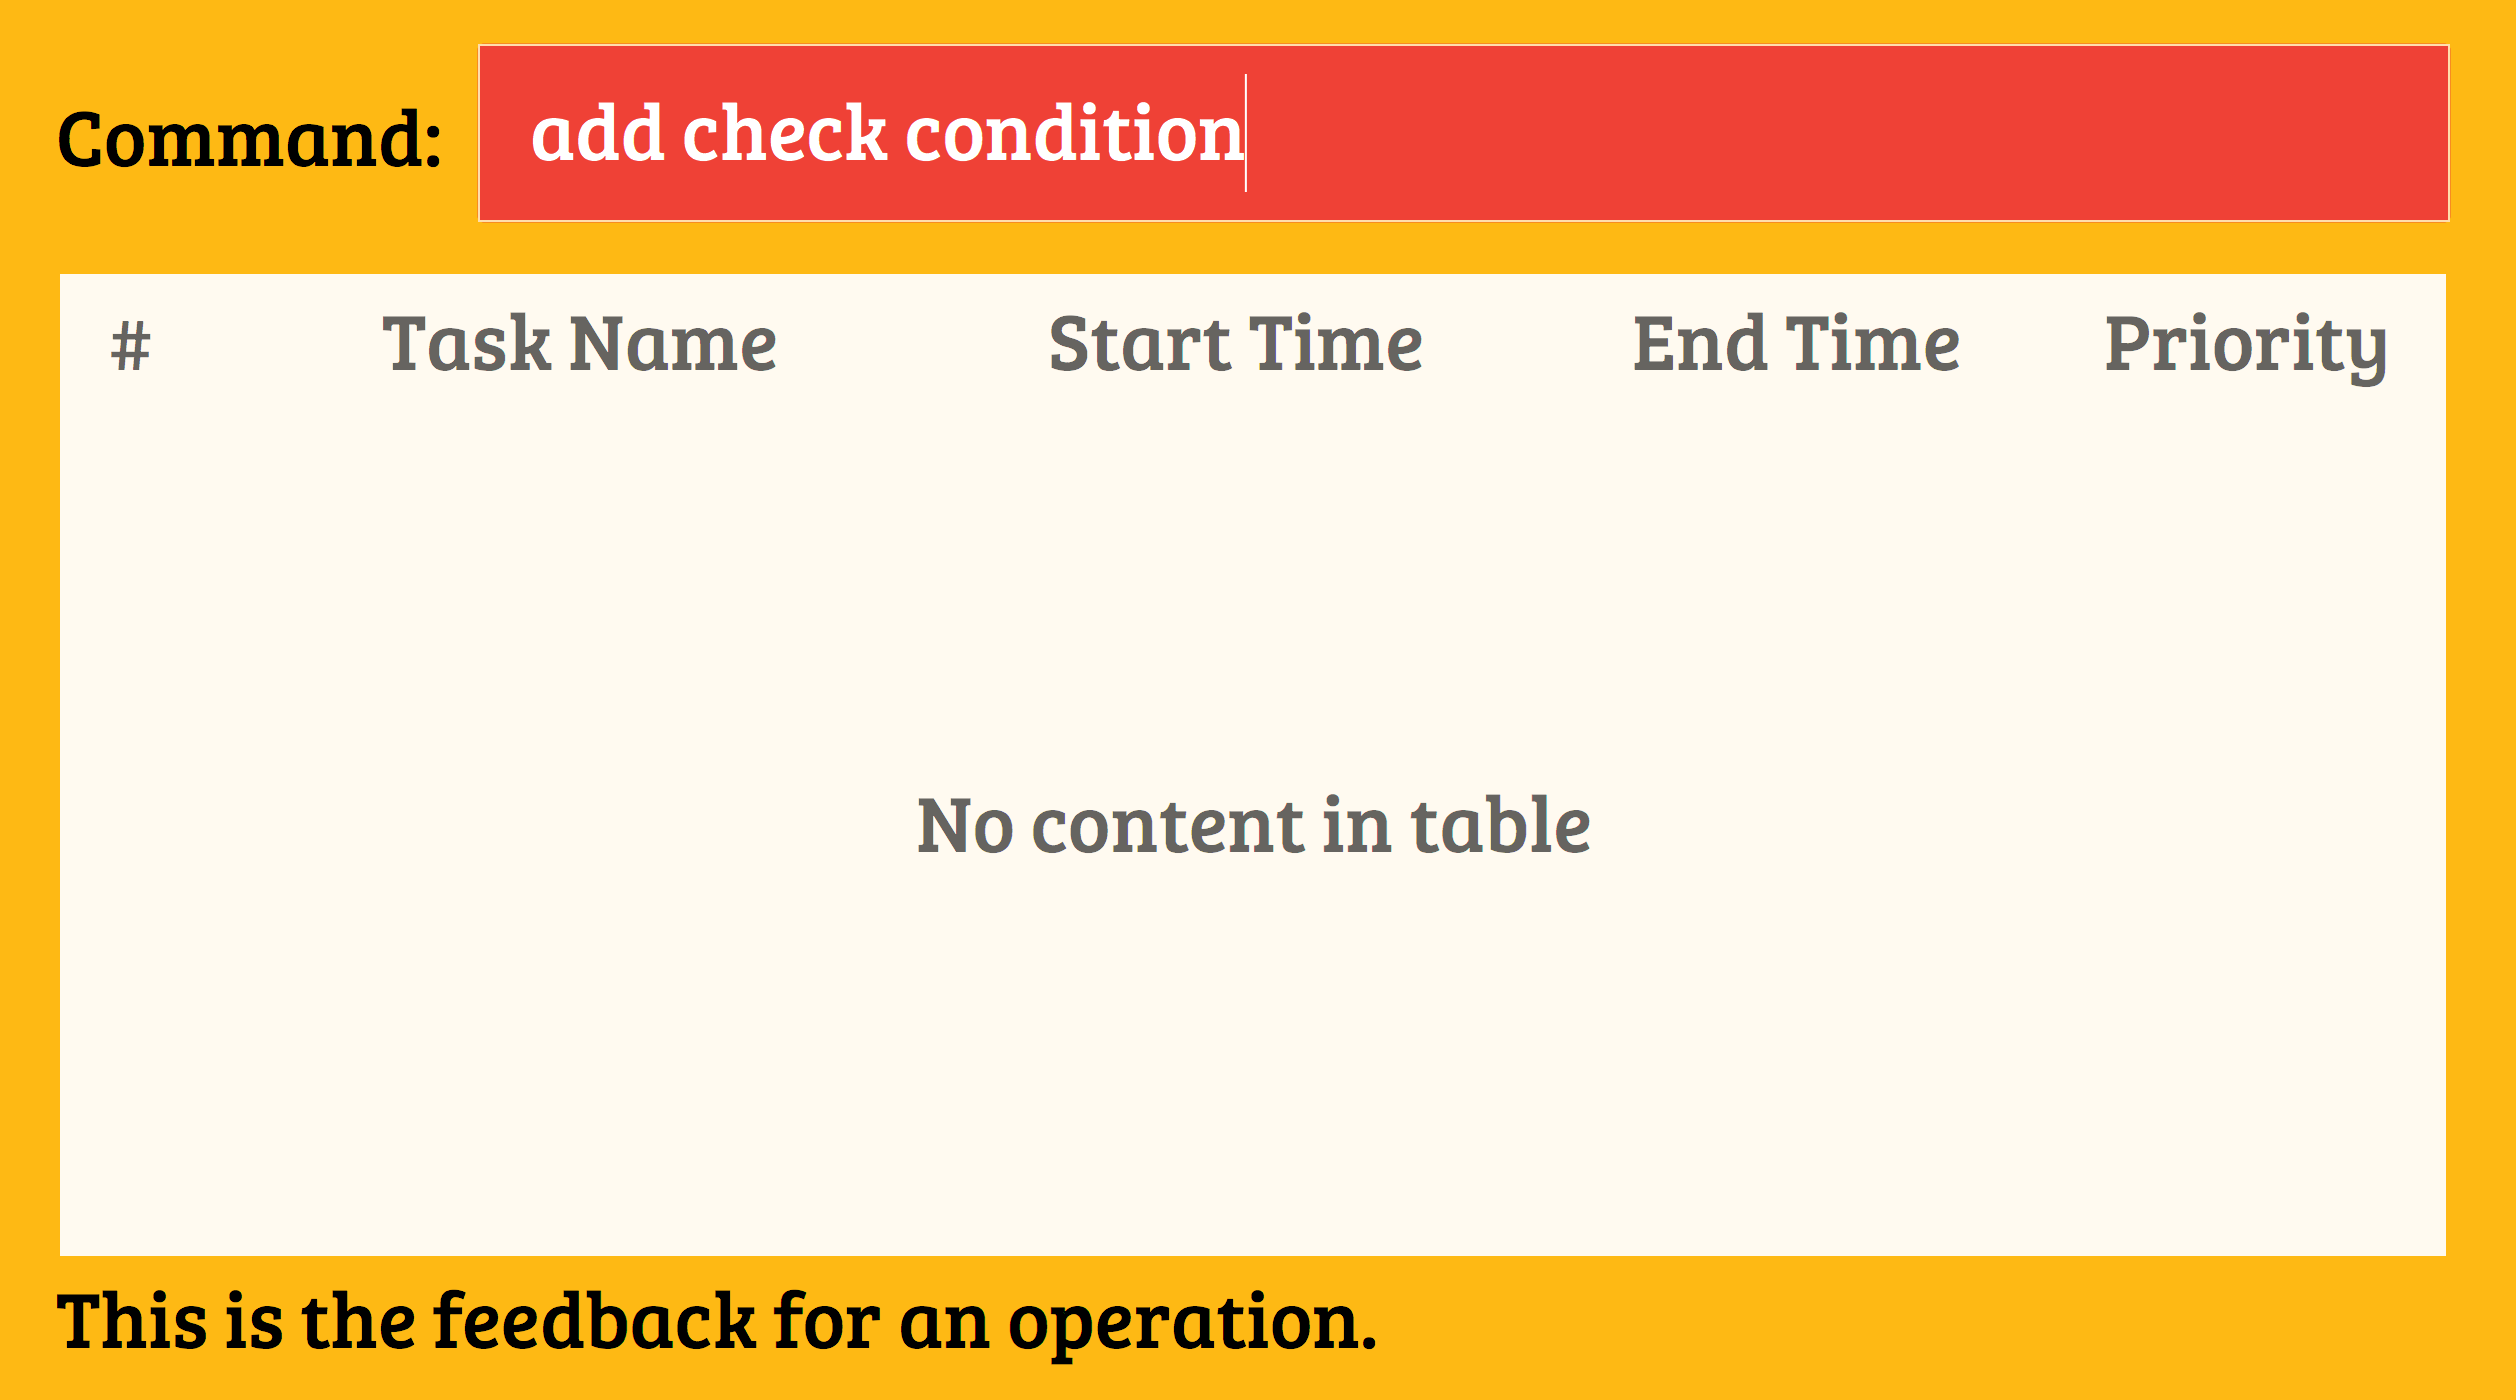 Command: add check condition
# Task Name Start Time End Time Priority
No content in table
This is the feedback for an operation.